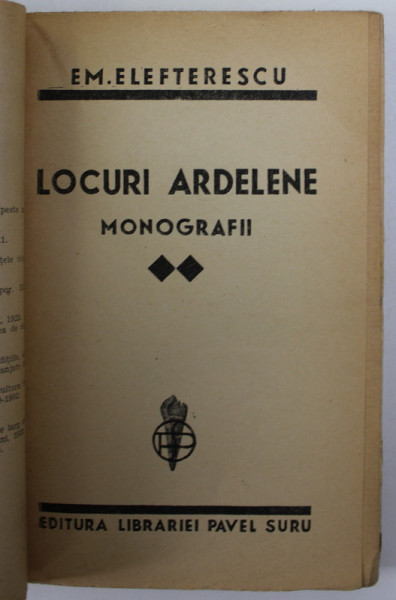 EM. ELEFTERESCU
LOCURI ARDELENE
MONOGRAFII
EDITURA LIBRARIEI PAVEL SURU